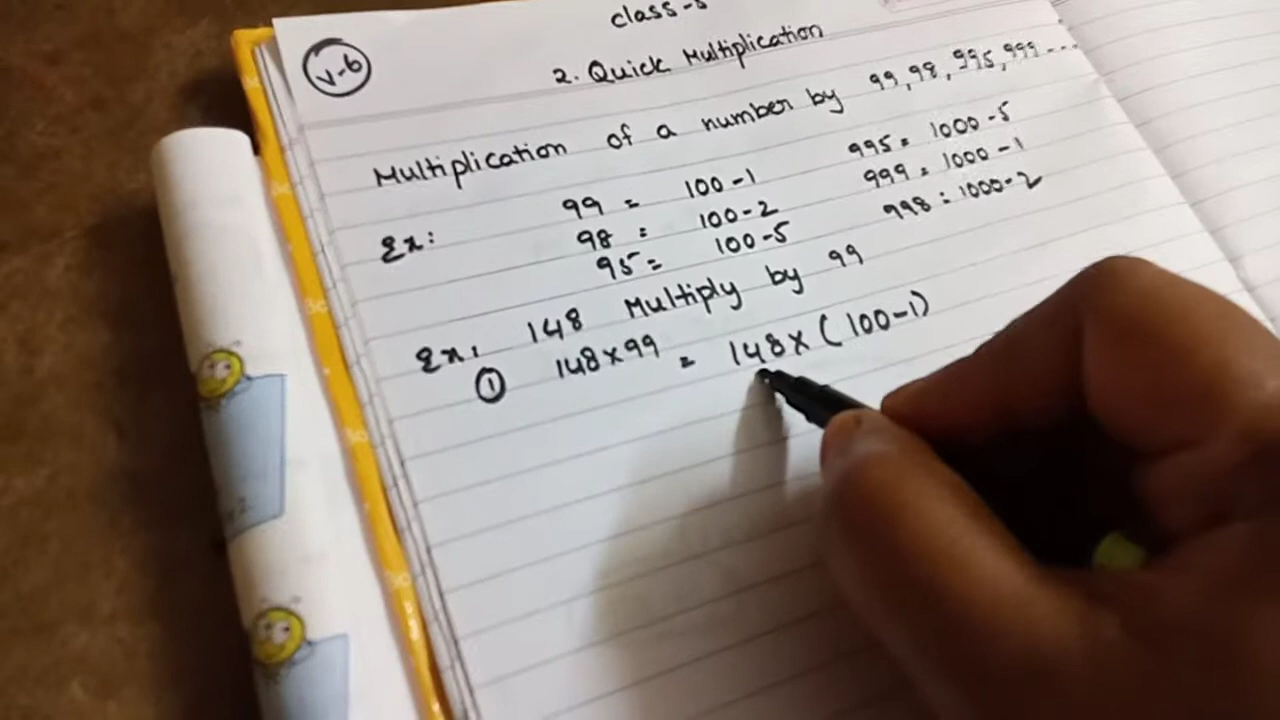 V-6
class-5
2. Quick Multiplication
Multiplication of a number by 99, 98, 995, 999 ----
Ex: 99 = 100-1 995 = 1000-5
98 = 100-2 999 = 1000-1
95 = 100-5 998 = 1000-2
Ex, 148 Multiply by 99
① 148×99 = 148×(100-1)